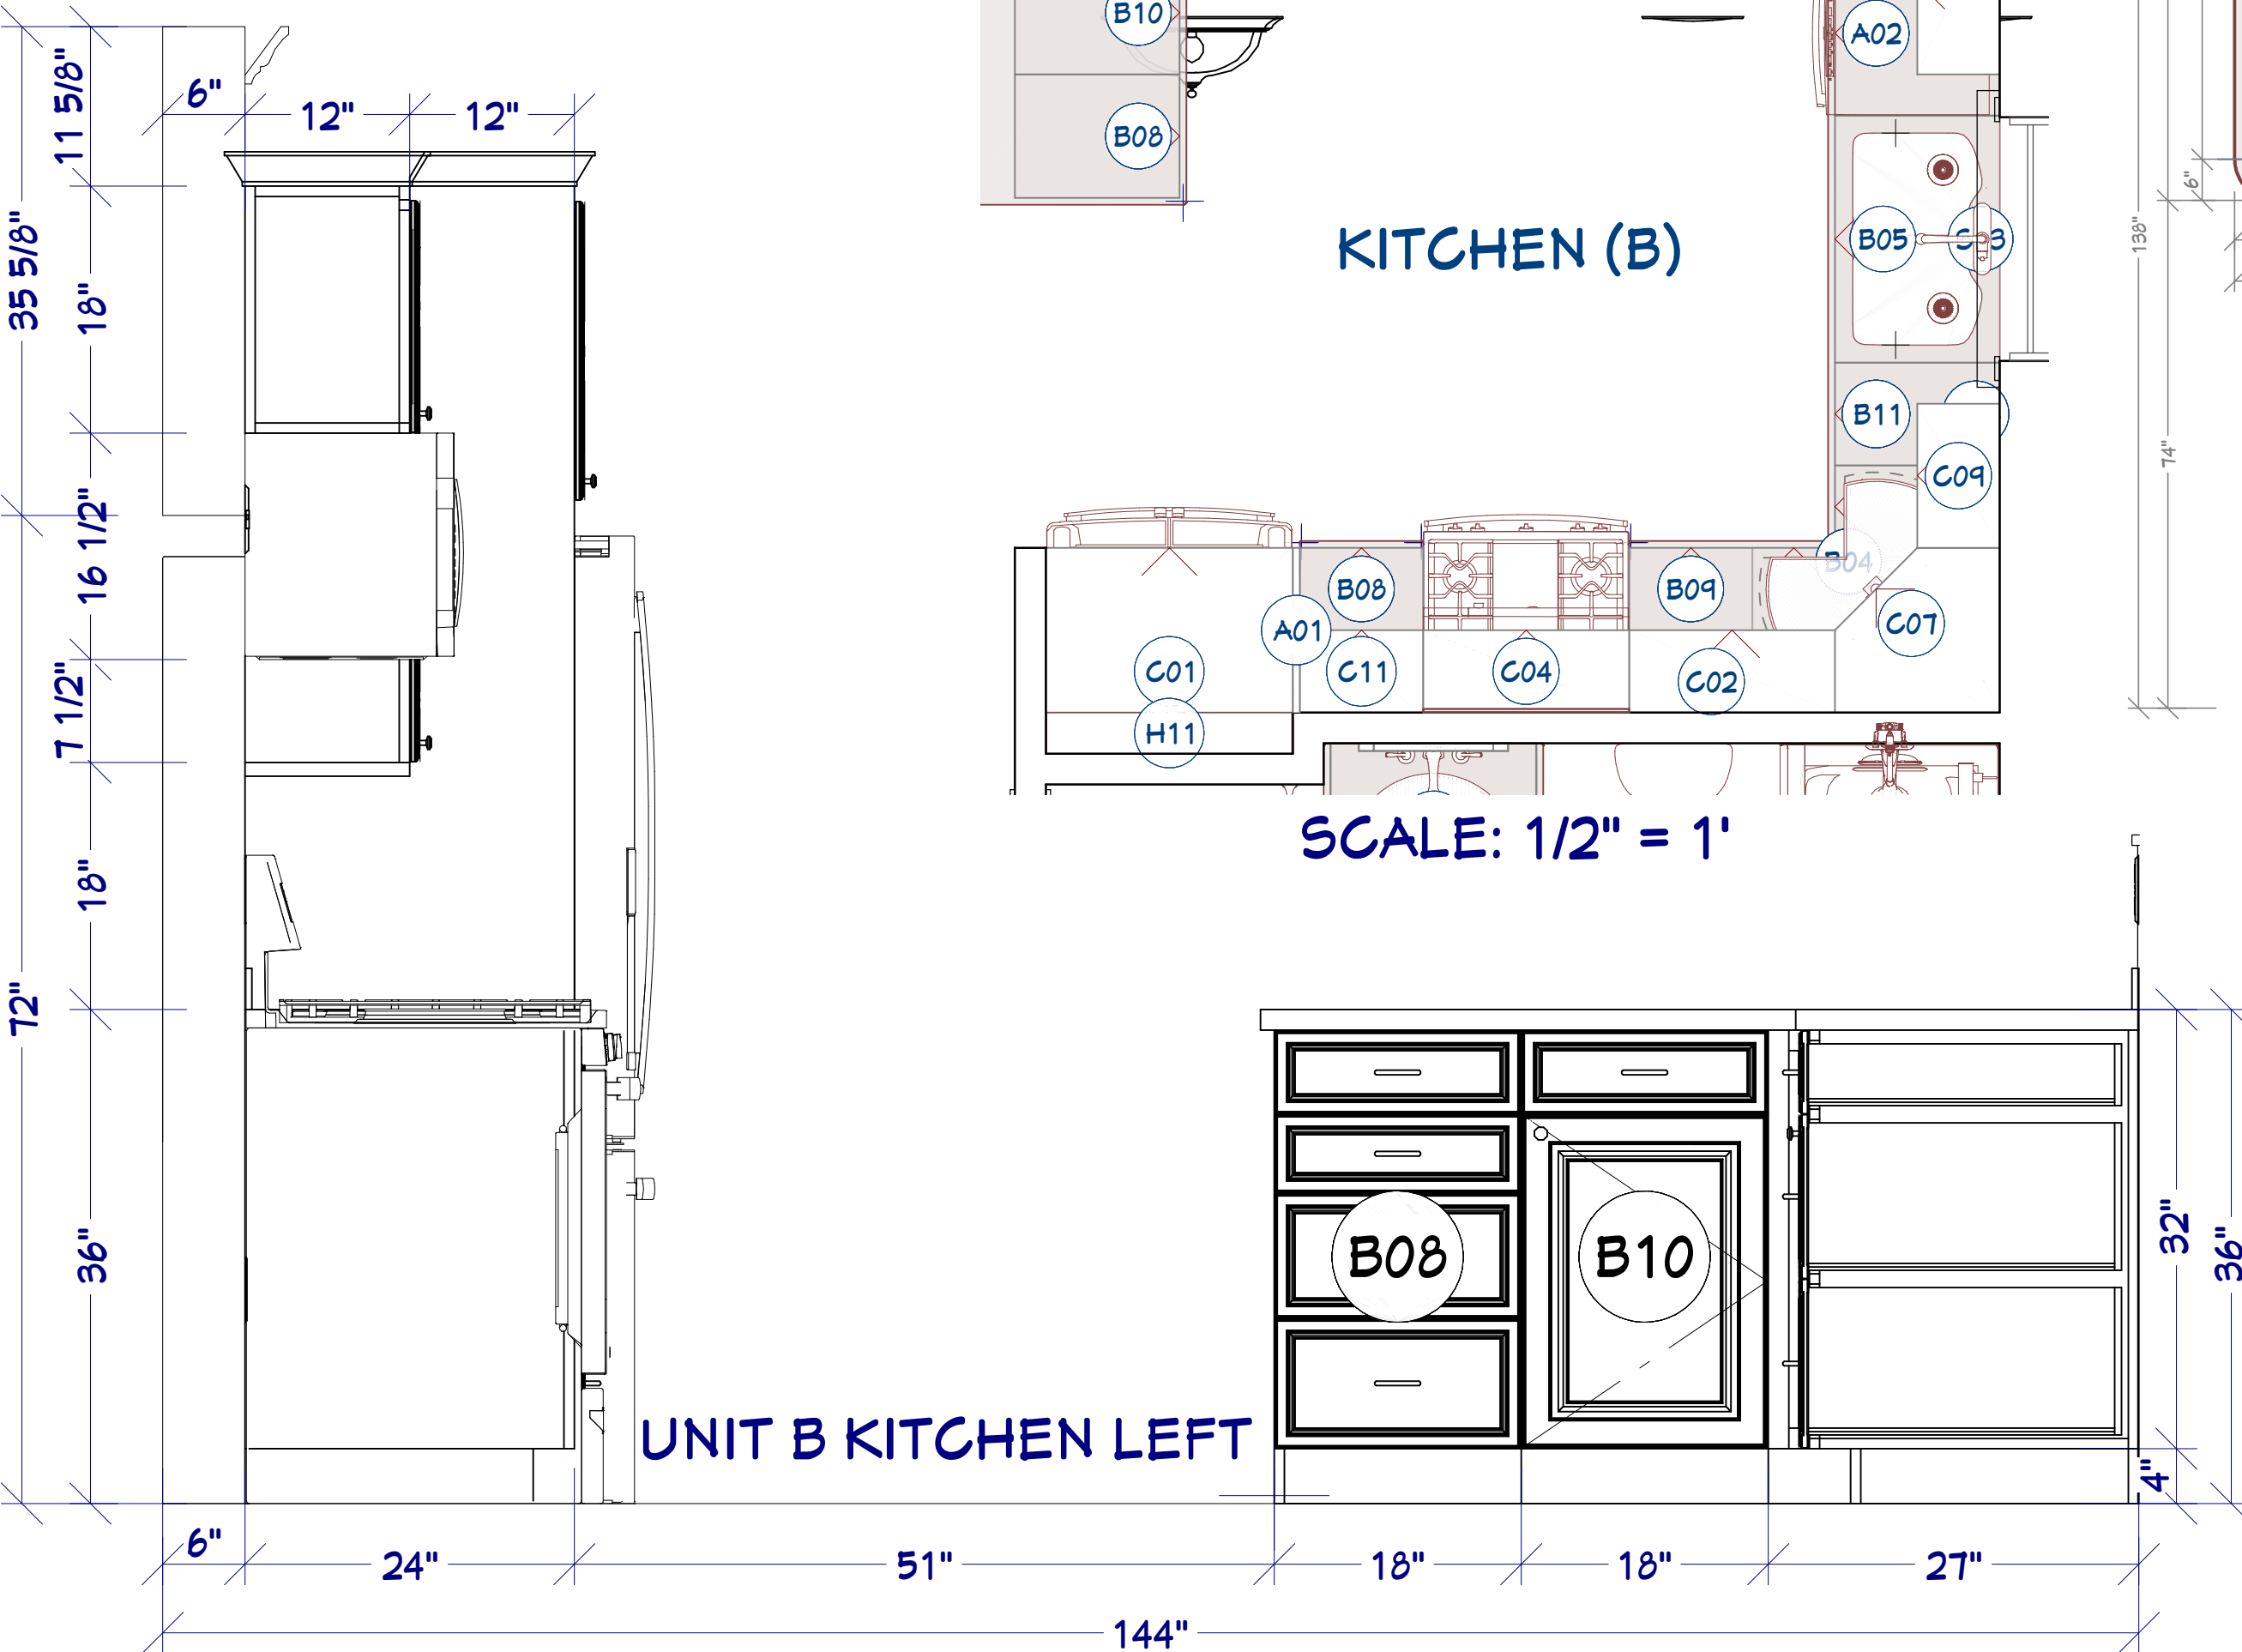 B10
A02
11 5/8"
6"
12"
12"
B08
6"
35 5/8"
18"
KITCHEN (B)
B05
138"
B11
74"
C09
16 1/2"
B08
B09
B04
A01
C07
7 1/2"
C01
C11
C04
C02
H11
SCALE: 1/2" = 1'
18"
72"
36"
B08
B10
32"
36"
UNIT B KITCHEN LEFT
4"
6"
24"
51"
18"
18"
27"
144"